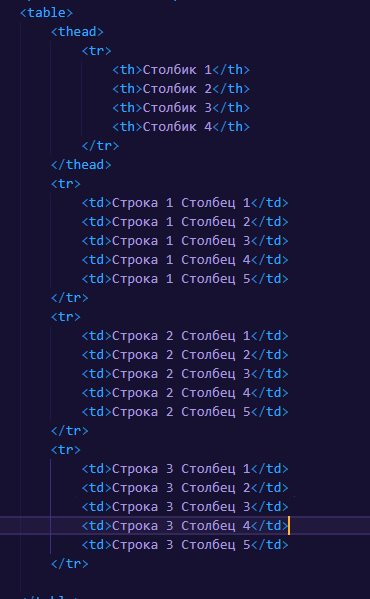 <table>
<thead>
<tr>
<th>Столбик 1</th>
<th>Столбик 2</th>
<th>Столбик 3</th>
<th>Столбик 4</th>
</tr>
</thead>
<tr>
<td>Строка 1 Столбец 1</td>
<td>Строка 1 Столбец 2</td>
<td>Строка 1 Столбец 3</td>
<td>Строка 1 Столбец 4</td>
<td>Строка 1 Столбец 5</td>
</tr>
<tr>
<td>Строка 2 Столбец 1</td>
<td>Строка 2 Столбец 2</td>
<td>Строка 2 Столбец 3</td>
<td>Строка 2 Столбец 4</td>
<td>Строка 2 Столбец 5</td>
</tr>
<tr>
<td>Строка 3 Столбец 1</td>
<td>Строка 3 Столбец 2</td>
<td>Строка 3 Столбец 3</td>
<td>Строка 3 Столбец 4</td>
<td>Строка 3 Столбец 5</td>
</tr>